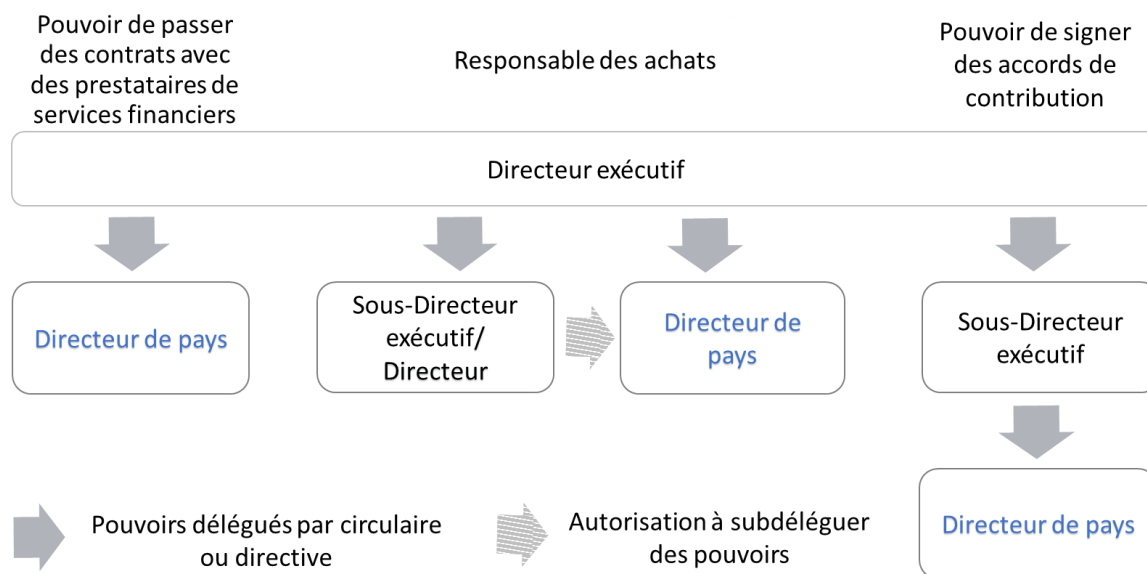 Pouvoir de passer
des contrats avec
des prestataires de
services financiers
Responsable des achats
Pouvoir de signer
des accords de
contribution
Directeur exécutif
Directeur de pays
Sous-Directeur
exécutif/
Directeur
Directeur de
pays
Sous-Directeur
exécutif
Directeur de pays
Pouvoirs délégués par circulaire
ou directive
Autorisation à subdéléguer
des pouvoirs